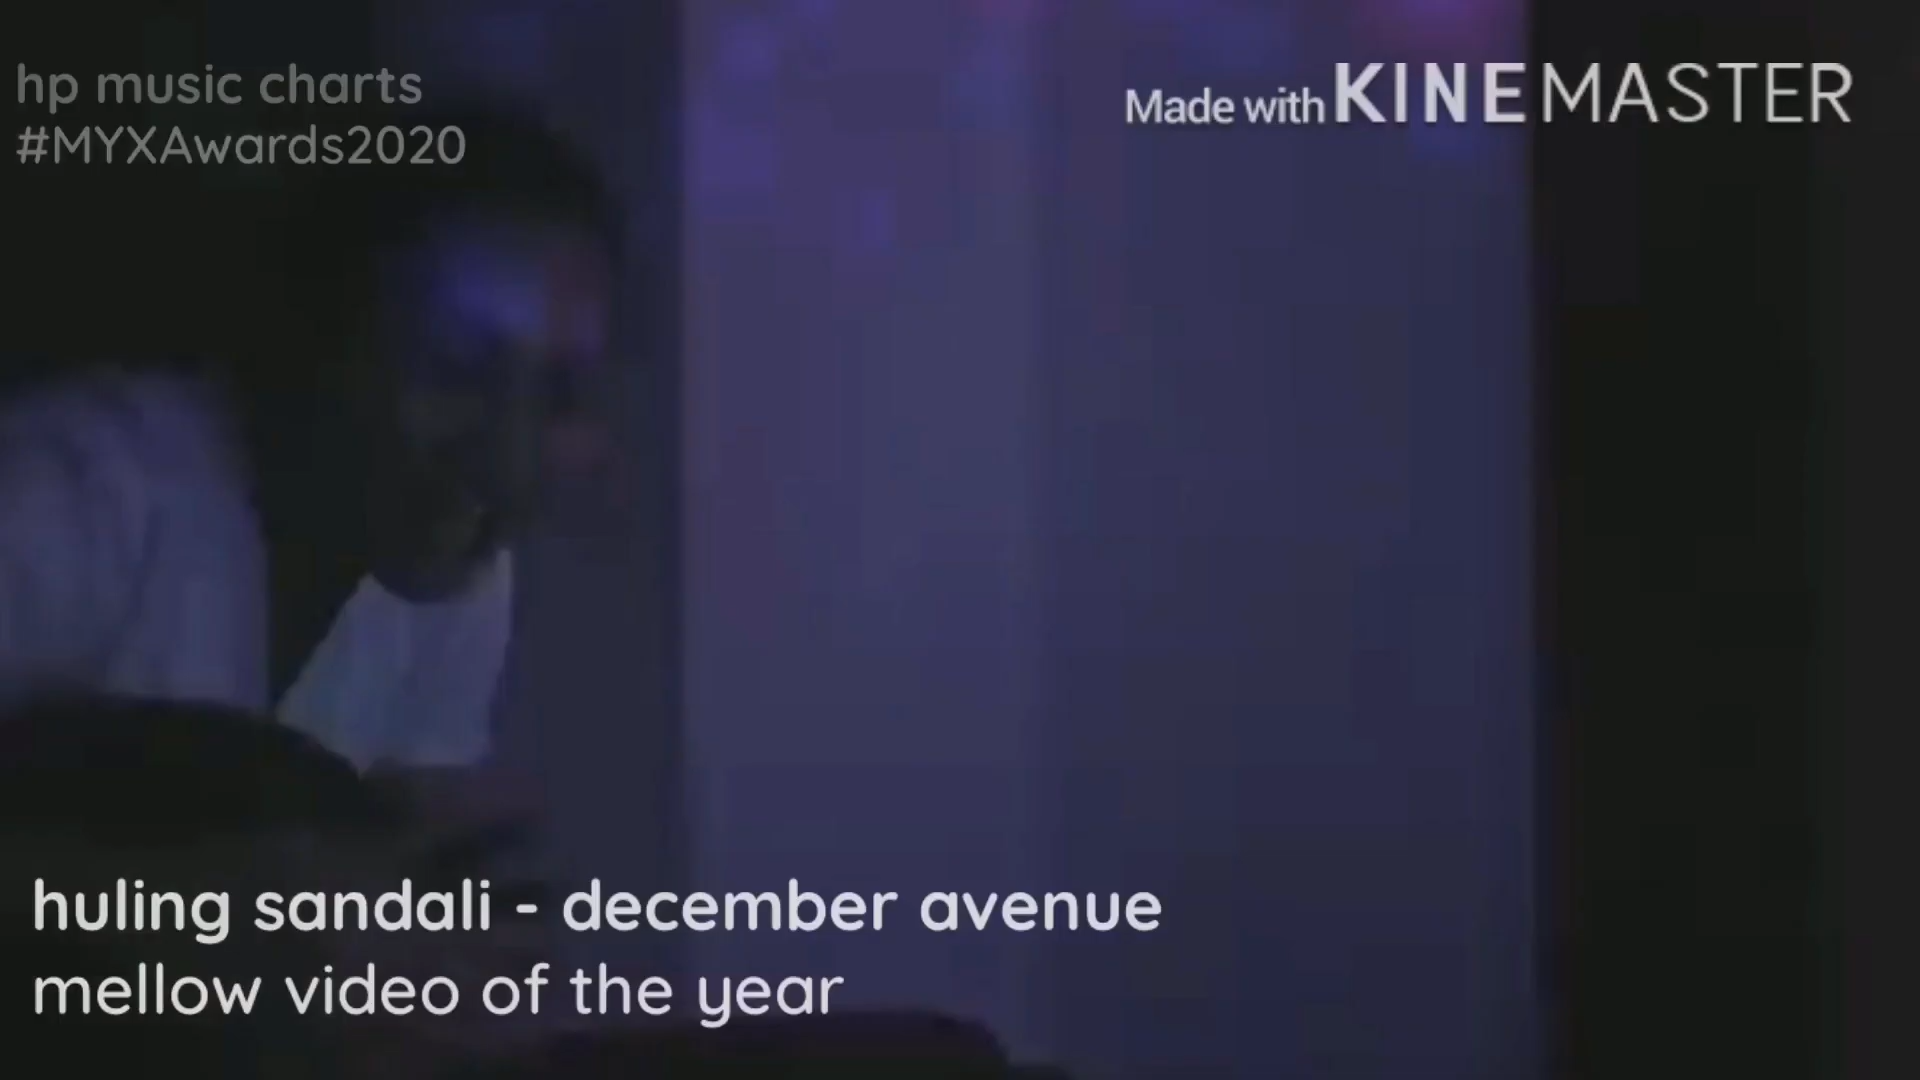 hp music charts
#MYXAwards2020
Made with KINEMASTER
huling sandali - december avenue
mellow video of the year